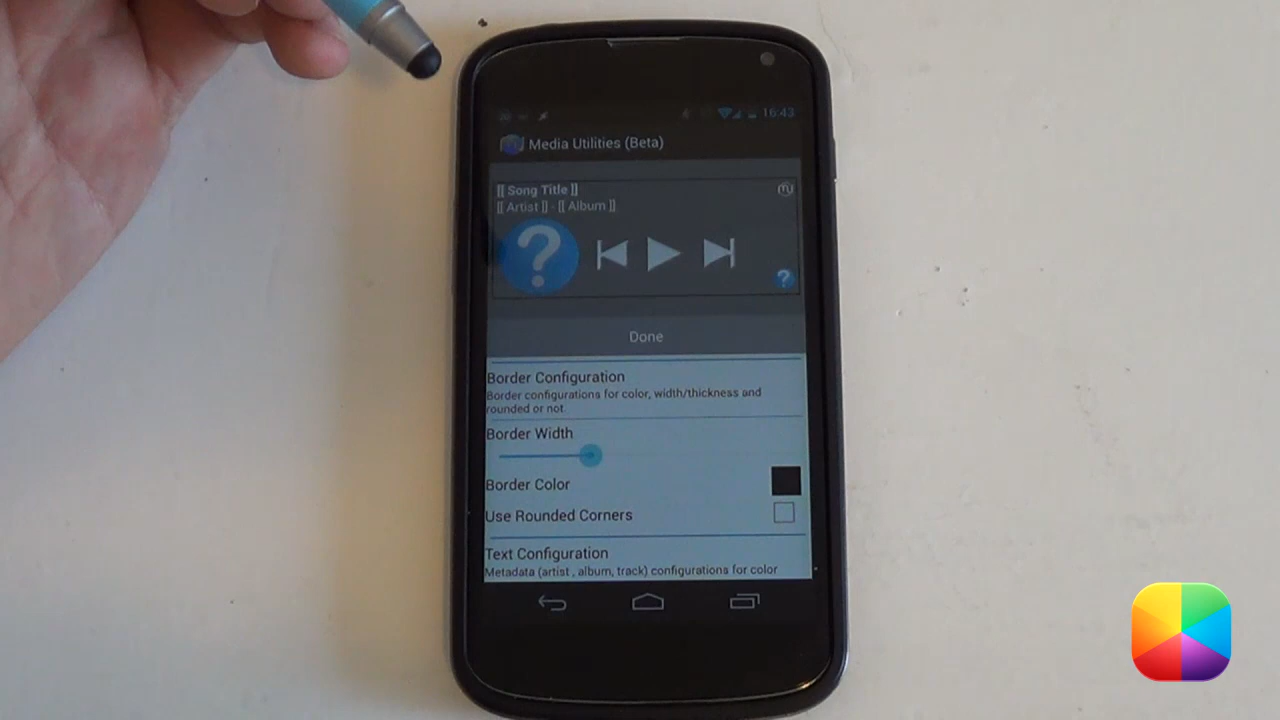 16:43
Media Utilities (Beta)
[[ Song Title ]]
[[ Artist ]] - [[ Album ]]
?
?
Done
Border Configuration
Border configurations for color, width/thickness and
rounded or not
Border Width
Border Color
Use Rounded Corners
Text Configuration
Metadata (artist , album, track) configurations for color